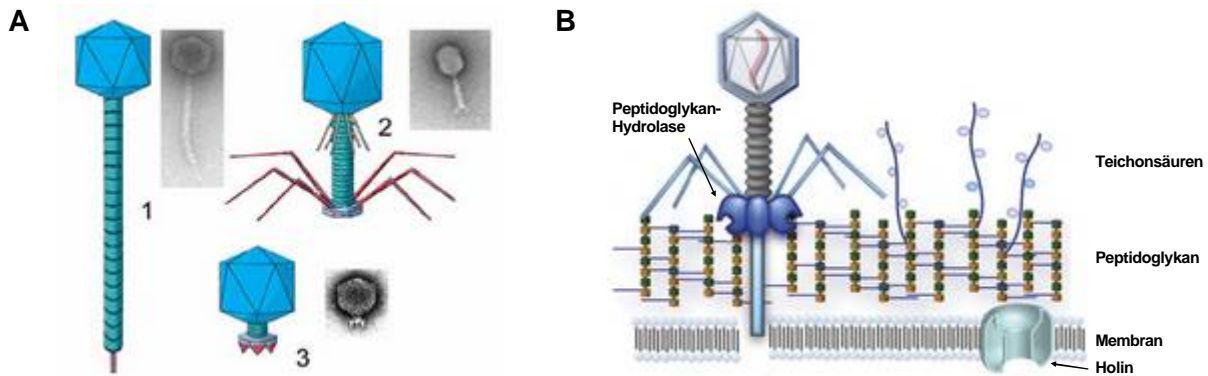 A
1
2
3
B
Peptidoglykan-
Hydrolase
Teichonsäuren
Peptidoglykan
Membran
Holin